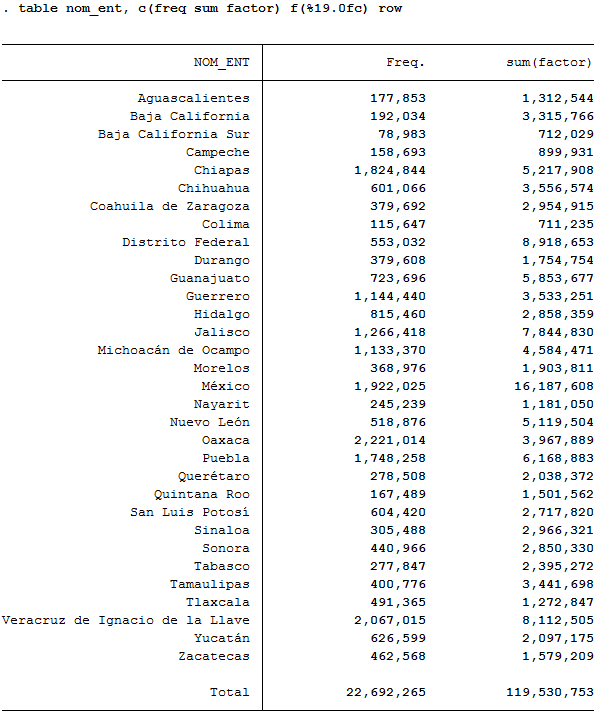 . table nom_ent, c(freq sum factor) f(%19.0fc) row
NOM_ENT Freq. sum(factor)
Aguascalientes 177,853 1,312,544
Baja California 192,034 3,315,766
Baja California Sur 78,983 712,029
Campeche 158,693 899,931
Chiapas 1,824,844 5,217,908
Chihuahua 601,066 3,556,574
Coahuila de Zaragoza 379,692 2,954,915
Colima 115,647 711,235
Distrito Federal 553,032 8,918,653
Durango 379,608 1,754,754
Guanajuato 723,696 5,853,677
Guerrero 1,144,440 3,533,251
Hidalgo 815,460 2,858,359
Jalisco 1,266,418 7,844,830
Michoacán de Ocampo 1,133,370 4,584,471
Morelos 368,976 1,903,811
México 1,922,025 16,187,608
Nayarit 245,239 1,181,050
Nuevo León 518,876 5,119,504
Oaxaca 2,221,014 3,967,889
Puebla 1,748,258 6,168,883
Querétaro 278,508 2,038,372
Quintana Roo 167,489 1,501,562
San Luis Potosí 604,420 2,717,820
Sinaloa 305,488 2,966,321
Sonora 440,966 2,850,330
Tabasco 277,847 2,395,272
Tamaulipas 400,776 3,441,698
Tlaxcala 491,365 1,272,847
Veracruz de Ignacio de la Llave 2,067,015 8,112,505
Yucatán 626,599 2,097,175
Zacatecas 462,568 1,579,209
Total 22,692,265 119,530,753